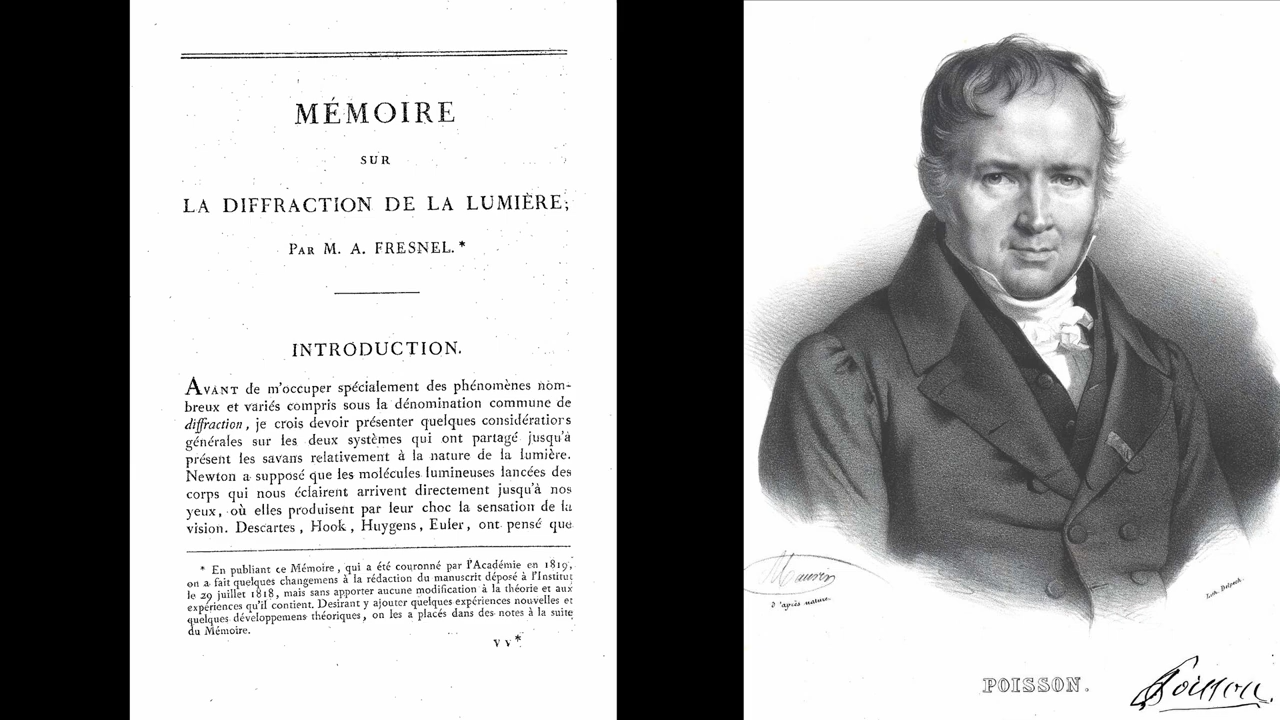 MÉMOIRE
SUR
LA DIFFRACTION DE LA LUMIÈRE;
PAR M. A. FRESNEL.*
INTRODUCTION.
AVANT de m'occuper spécialement des phénomènes nom-
breux et variés compris sous la dénomination commune de
diffraction, je crois devoir présenter quelques considérations
générales sur les deux systèmes qui ont partagé jusqu'à
présent les savans relativement à la nature de la lumière.
Newton a supposé que les molécules lumineuses lancées des
corps qui nous éclairent arrivent directement jusqu'à nos
yeux, où elles produisent par leur choc la sensation de la
vision. Descartes, Hook, Huygens, Euler, ont pensé que
* En publiant ce Mémoire, qui a été couronné par l'Académie en 1819,
on a fait quelques changemens à la rédaction du manuscrit déposé à l'Institut
le 29 juillet 1818, mais sans apporter aucune modification à la théorie et aux
expériences qu'il contient. Desirant y ajouter quelques expériences nouvelles et
quelques développemens théoriques, on les a placés dans des notes à la suite
du Mémoire.
VV*
Maurin
d'après nature.
Lith. Delpech.
POISSON.
Poisson.